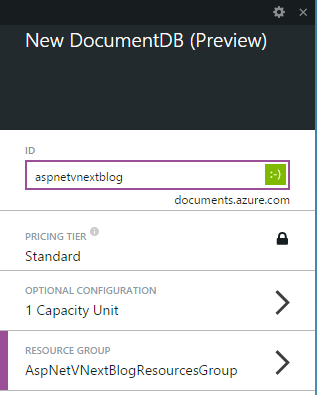 New DocumentDB (Preview)
ID
aspnetvnextblog :-)
documents.azure.com
PRICING TIER
Standard
OPTIONAL CONFIGURATION
1 Capacity Unit
RESOURCE GROUP
AspNetVNextBlogResourcesGroup